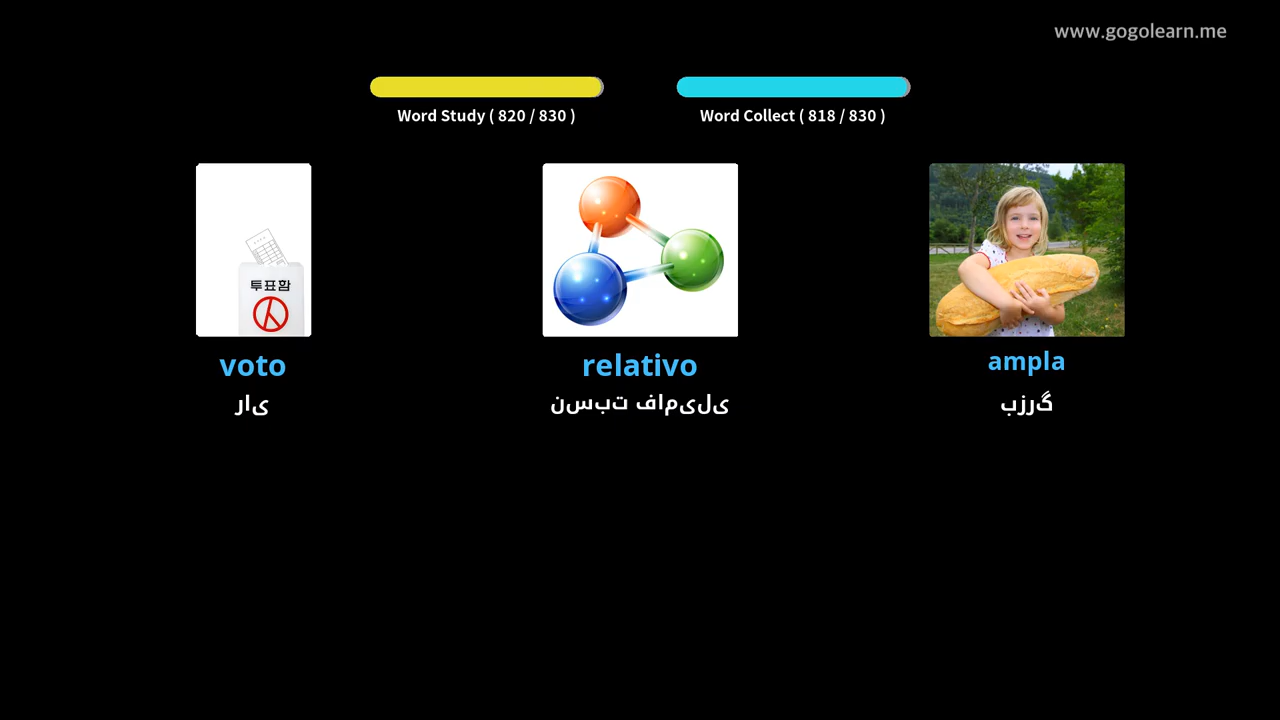 www.gogolearn.me
Word Study ( 820 / 830 )
Word Collect ( 818 / 830 )
투표함
voto
رای
relativo
نسبت فامیلی
ampla
بزرگ